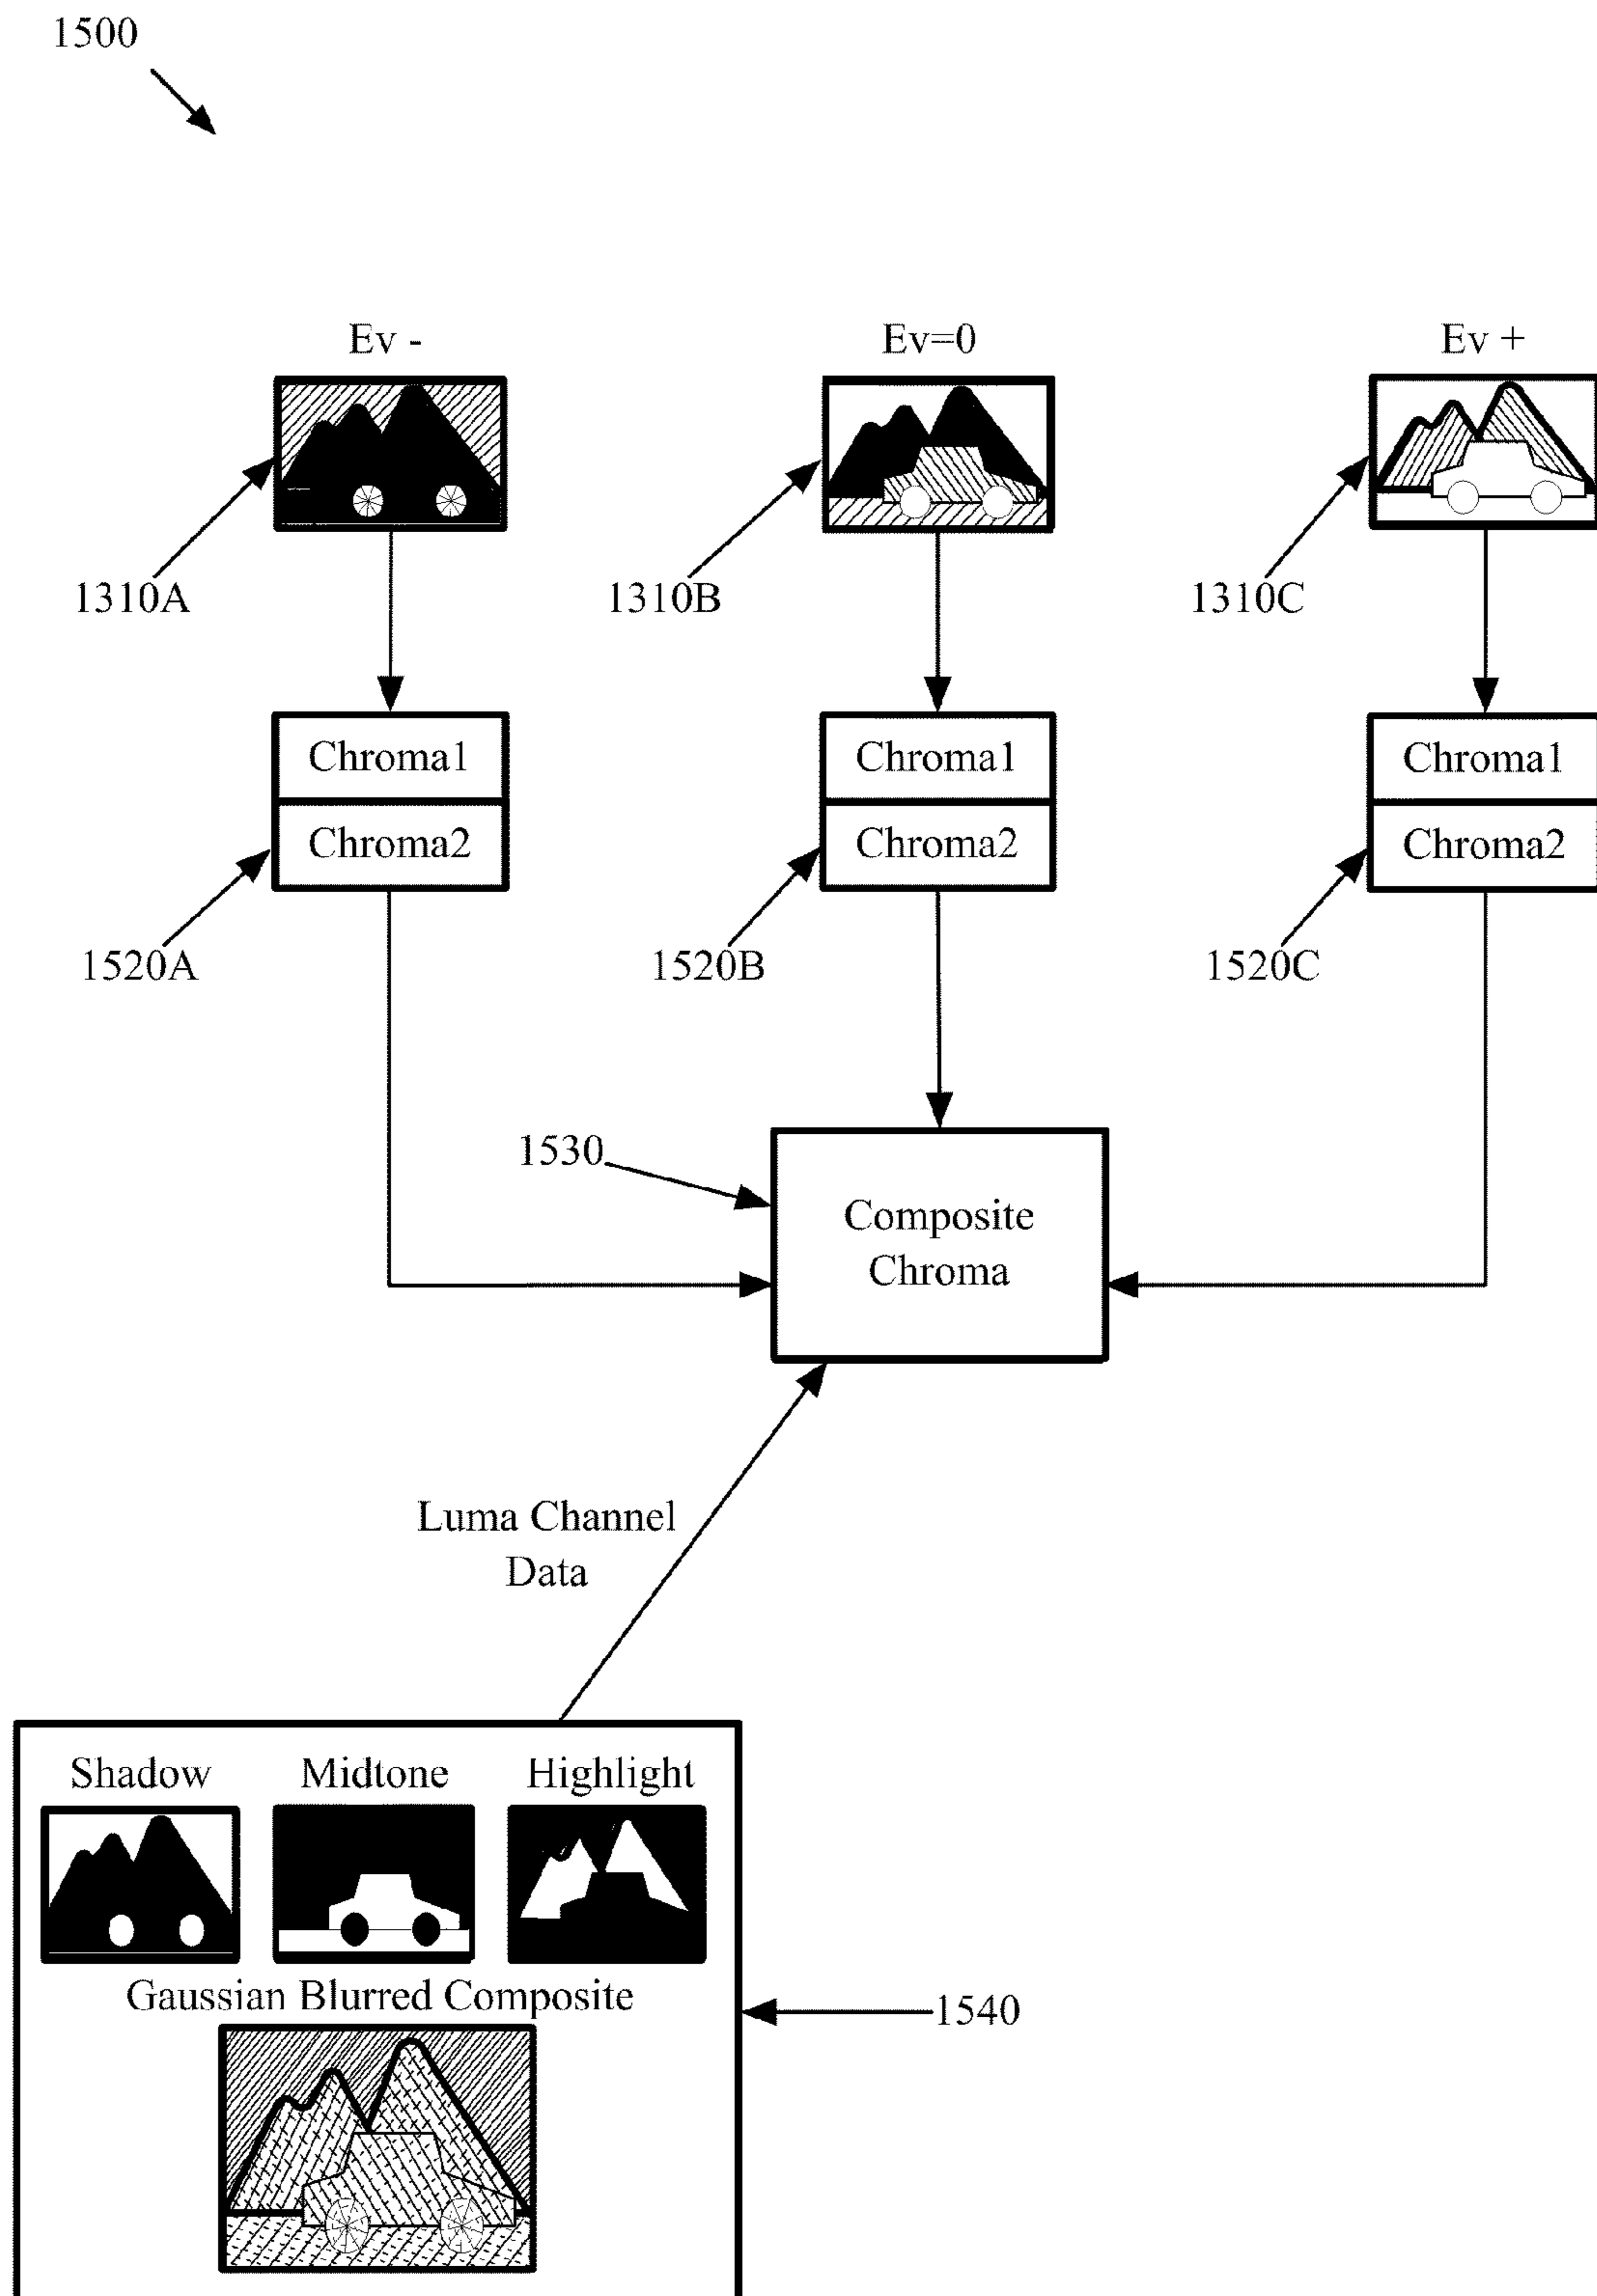 1500
Ev -
Ev=0
Ev +
1310A
1310B
1310C
Chroma1
Chroma1
Chroma1
Chroma2
Chroma2
Chroma2
1520A
1520B
1520C
1530
Composite
Chroma
Luma Channel
Data
Shadow
Midtone
Highlight
Gaussian Blurred Composite
1540